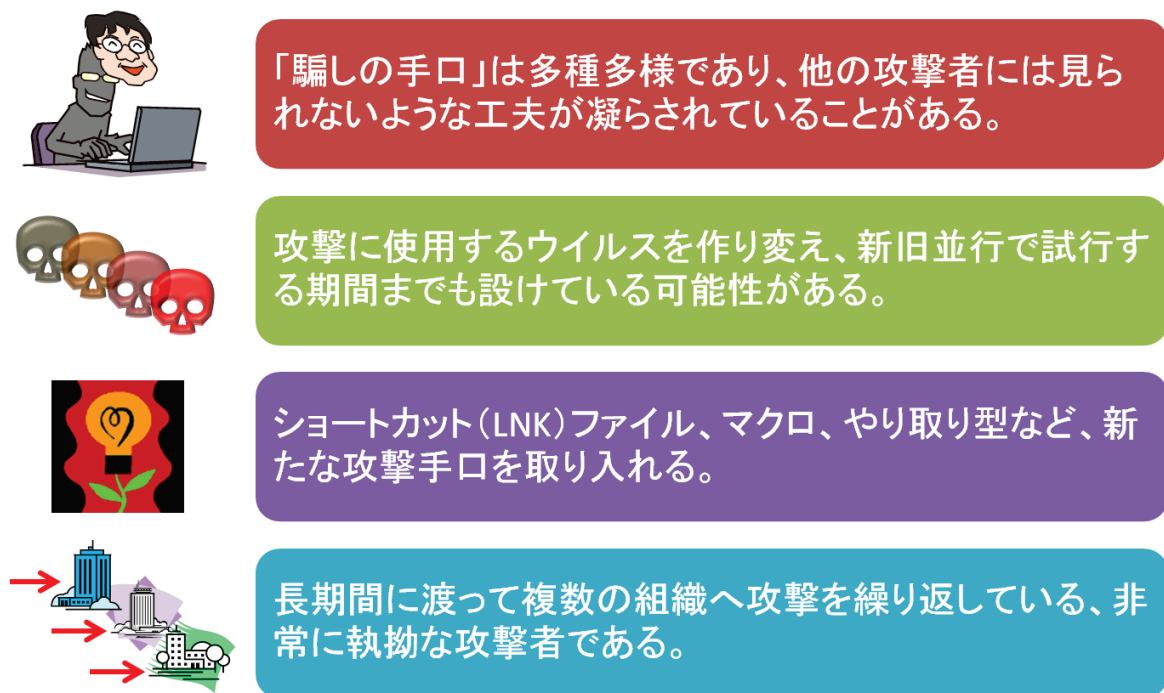 「騙しの手口」は多種多様であり、他の攻撃者には見ら
れないような工夫が凝らされていることがある。
攻撃に使用するウイルスを作り変え、新旧並行で試行す
る期間までも設けている可能性がある。
ショートカット（LNK）ファイル、マクロ、やり取り型など、新
たな攻撃手口を取り入れる。
長期間に渡って複数の組織へ攻撃を繰り返している、非
常に執拗な攻撃者である。